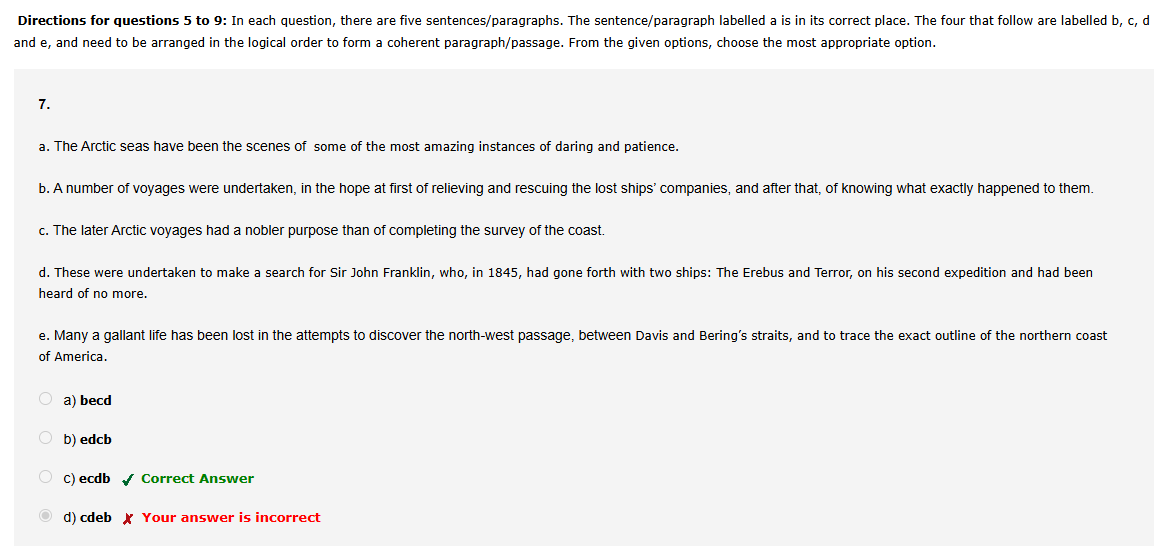 Directions for questions 5 to 9: In each question, there are five sentences/paragraphs. The sentence/paragraph labelled a is in its correct place. The four that follow are labelled b, c, d
and e, and need to be arranged in the logical order to form a coherent paragraph/passage. From the given options, choose the most appropriate option.
7.
a. The Arctic seas have been the scenes of some of the most amazing instances of daring and patience.
b. A number of voyages were undertaken, in the hope at first of relieving and rescuing the lost ships' companies, and after that, of knowing what exactly happened to them.
c. The later Arctic voyages had a nobler purpose than of completing the survey of the coast.
d. These were undertaken to make a search for Sir John Franklin, who, in 1845, had gone forth with two ships: The Erebus and Terror, on his second expedition and had been
heard of no more.
e. Many a gallant life has been lost in the attempts to discover the north-west passage, between Davis and Bering's straits, and to trace the exact outline of the northern coast
of America.
a) becd
b) edcb
c) ecdb ✓ Correct Answer
d) cdeb ✗ Your answer is incorrect